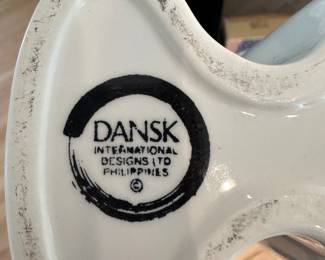 DANSK
INTERNATIONAL
DESIGNS LTD
PHILIPPINES
©